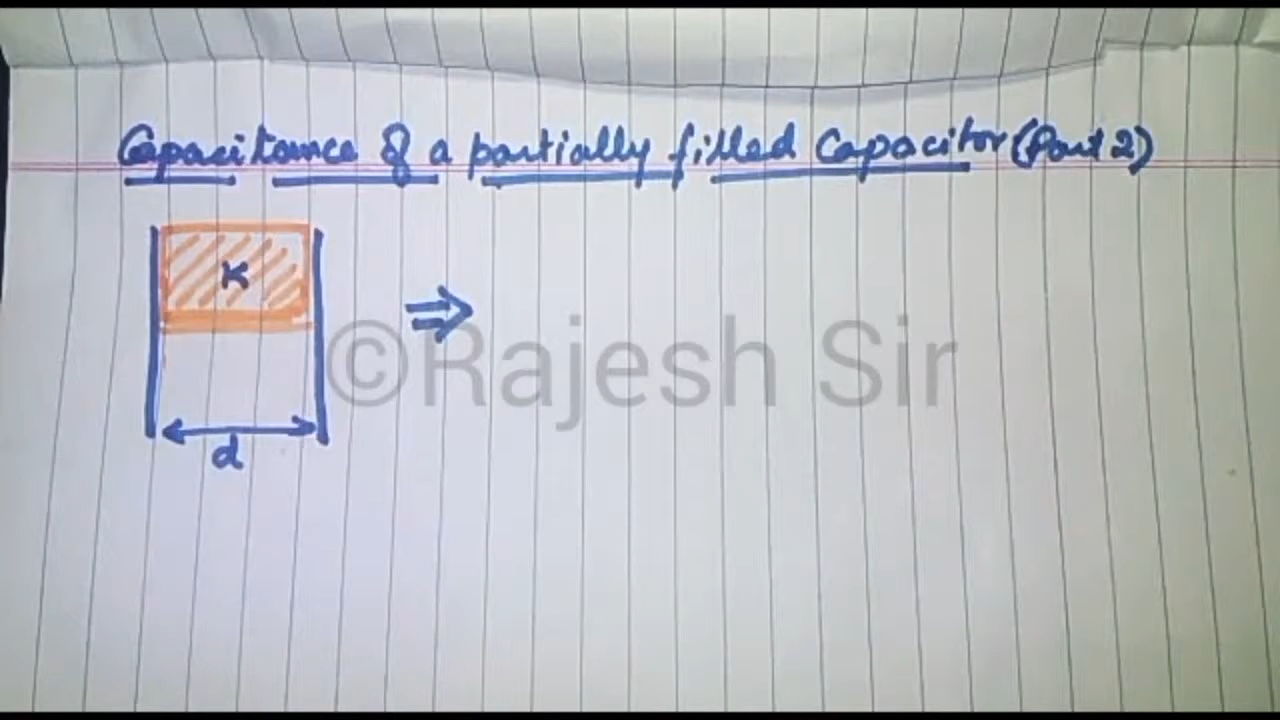 Capacitance of a partially filled Capacitor (Part 2)
K
⇒
©Rajesh Sir
d